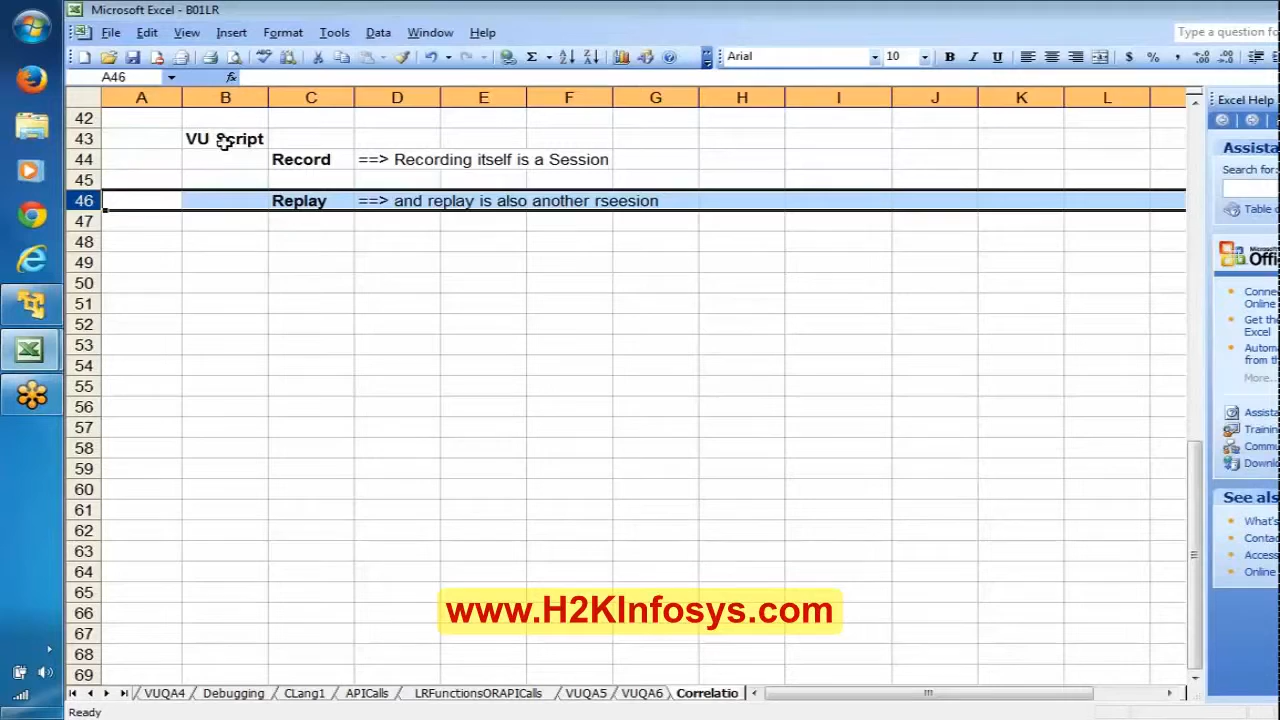 Microsoft Excel - B01LR
File Edit View Insert Format Tools Data Window Help
Type a question fo
Arial 10 B I U $ %
A46 fx
Excel Help
A B C D E F G H I J K L
42
43 VU Script
44 Record ==> Recording itself is a Session
45
46 Replay ==> and replay is also another rseesion
47
48
49
50
51
52
53
54
55
56
57
58
59
60
61
62
63
64
65
66
67
68
69
Assista
Search for:
Table o
Microsoft
Offi
Conne
Online
Get the
Excel
Autom
from th
More...
Assista
Trainin
Commu
Downlo
See als
What's
Contac
Access
Online
www.H2KInfosys.com
VUQA4 Debugging CLang1 APICalls LRFunctionsORAPICalls VUQA5 VUQA6 Correlatio
Ready